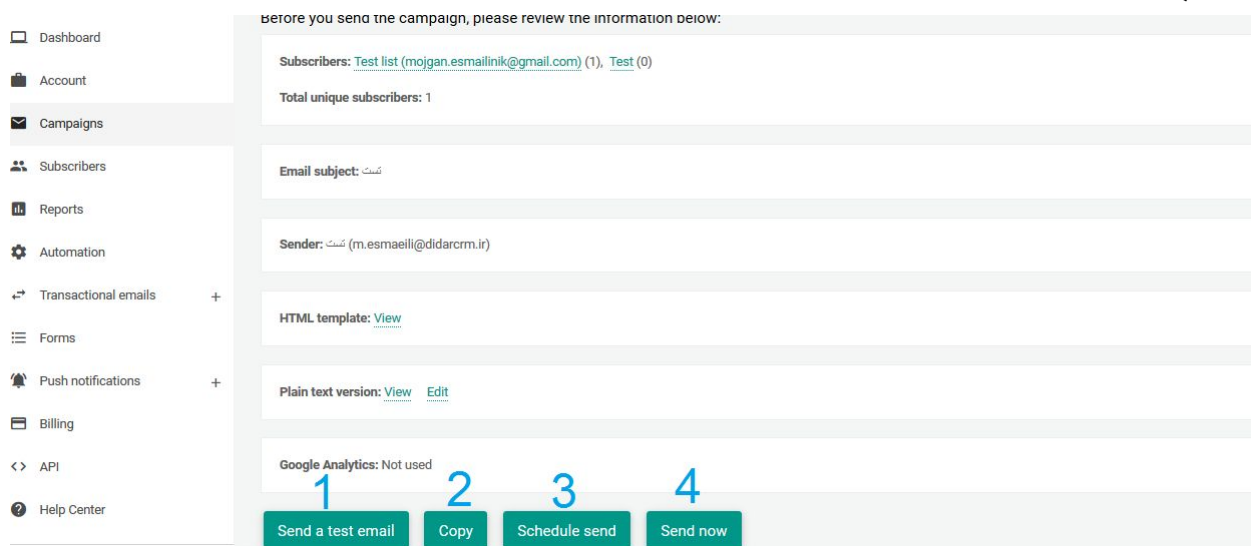 Before you send the campaign, please review the information below:
Dashboard
Account
Campaigns
Subscribers
Reports
Automation
Transactional emails +
Forms
Push notifications +
Billing
API
Help Center
Subscribers: Test list (mojgan.esmailinik@gmail.com) (1), Test (0)
Total unique subscribers: 1
Email subject: تست
Sender: تست (m.esmaeili@didarcrm.ir)
HTML template: View
Plain text version: View Edit
Google Analytics: Not used
1 2 3 4
Send a test email Copy Schedule send Send now